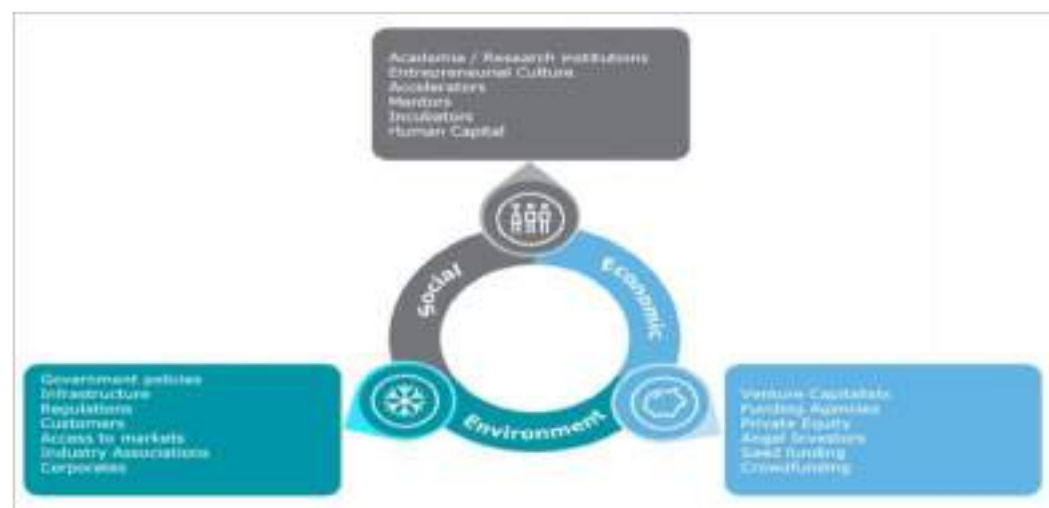 Academia / Research institutions
Entrepreneurial Culture
Accelerators
Mentors
Incubators
Human Capital
Social
Economic
Environment
Government policies
Infrastructure
Regulations
Customers
Access to markets
Industry Associations
Corporates
Venture Capitalists
Funding Agencies
Private Equity
Angel Investors
Seed funding
Crowdfunding